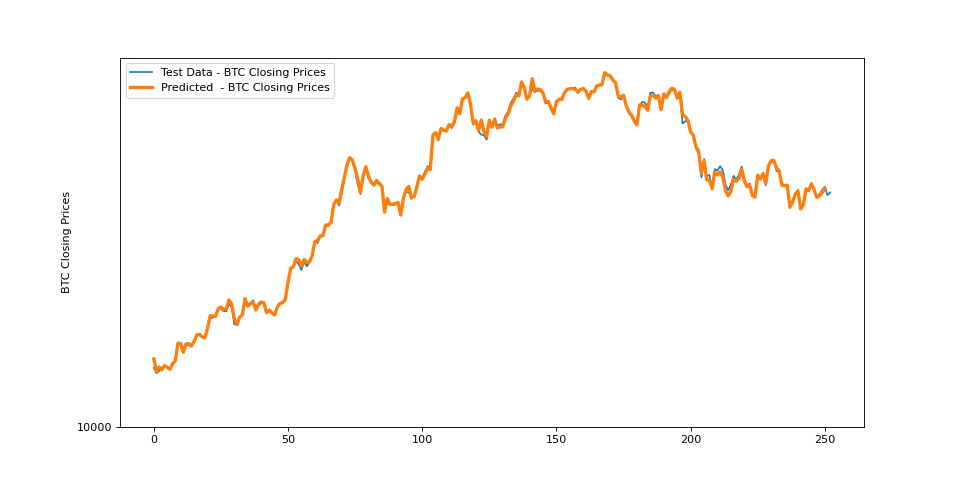 Test Data - BTC Closing Prices
Predicted  - BTC Closing Prices
BTC Closing Prices
10000
0 50 100 150 200 250